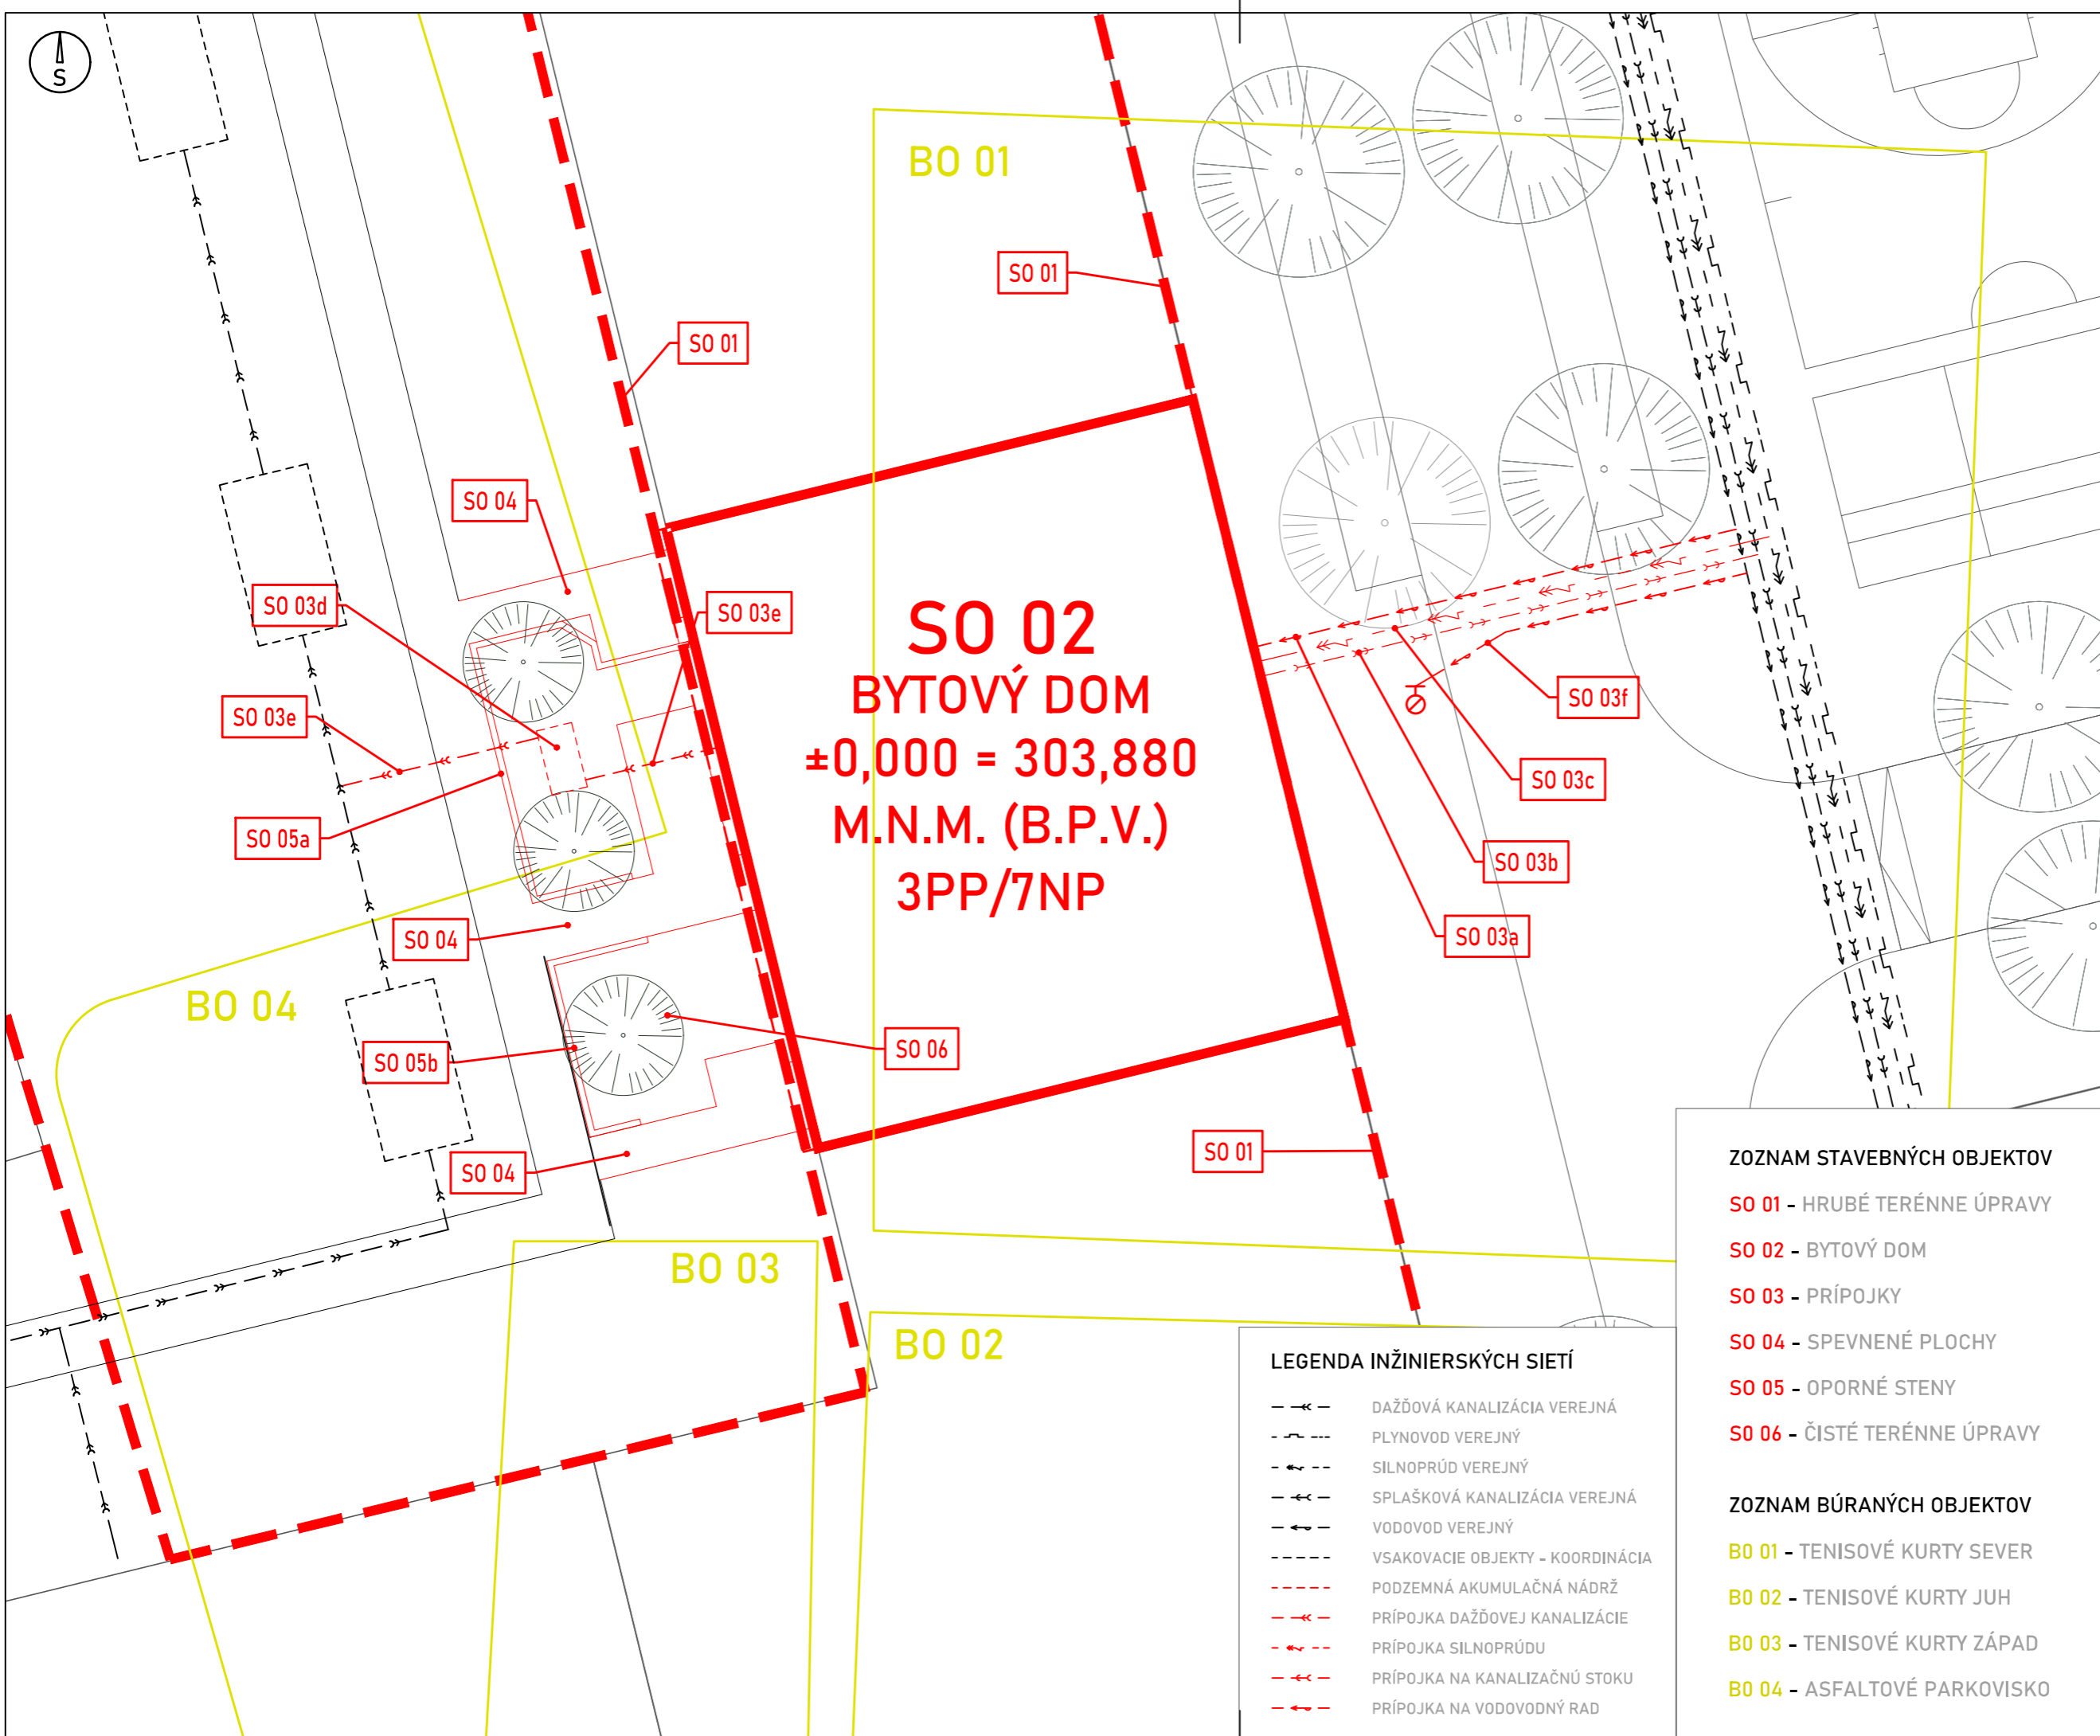 S
BO 01
SO 01
SO 01
SO 04
SO 03d
SO 03e
SO 02
BYTOVÝ DOM
±0,000 = 303,880
M.N.M. (B.P.V.)
3PP/7NP
SO 03e
SO 03f
SO 03c
SO 05a
SO 03b
SO 04
SO 03a
BO 04
SO 05b
SO 06
SO 04
SO 01
BO 03
BO 02
LEGENDA INŽINIERSKÝCH SIETÍ
DAŽĎOVÁ KANALIZÁCIA VEREJNÁ
PLYNOVOD VEREJNÝ
SILNOPRÚD VEREJNÝ
SPLAŠKOVÁ KANALIZÁCIA VEREJNÁ
VODOVOD VEREJNÝ
VSAKOVACIE OBJEKTY - KOORDINÁCIA
PODZEMNÁ AKUMULAČNÁ NÁDRŽ
PRÍPOJKA DAŽĎOVEJ KANALIZÁCIE
PRÍPOJKA SILNOPRÚDU
PRÍPOJKA NA KANALIZAČNÚ STOKU
PRÍPOJKA NA VODOVODNÝ RAD
ZOZNAM STAVEBNÝCH OBJEKTOV
SO 01 - HRUBÉ TERÉNNE ÚPRAVY
SO 02 - BYTOVÝ DOM
SO 03 - PRÍPOJKY
SO 04 - SPEVNENÉ PLOCHY
SO 05 - OPORNÉ STENY
SO 06 - ČISTÉ TERÉNNE ÚPRAVY
ZOZNAM BÚRANÝCH OBJEKTOV
BO 01 - TENISOVÉ KURTY SEVER
BO 02 - TENISOVÉ KURTY JUH
BO 03 - TENISOVÉ KURTY ZÁPAD
BO 04 - ASFALTOVÉ PARKOVISKO